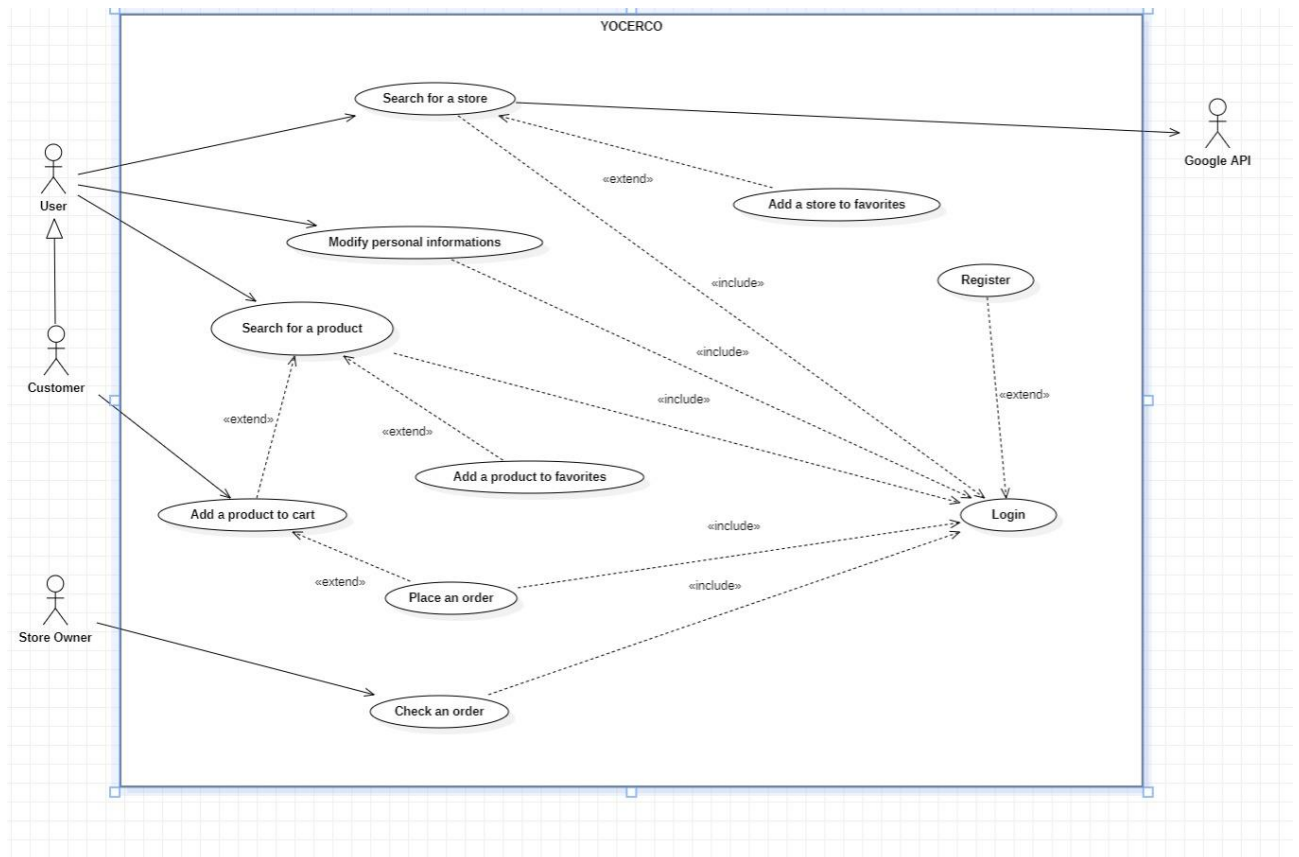 YOCERCO
Search for a store
Google API
«extend»
User
Add a store to favorites
Modify personal informations
Register
«include»
Search for a product
«include»
Customer
«extend»
«include»
«extend»
«extend»
Add a product to favorites
Add a product to cart
Login
«include»
«extend»
«include»
Place an order
Store Owner
Check an order